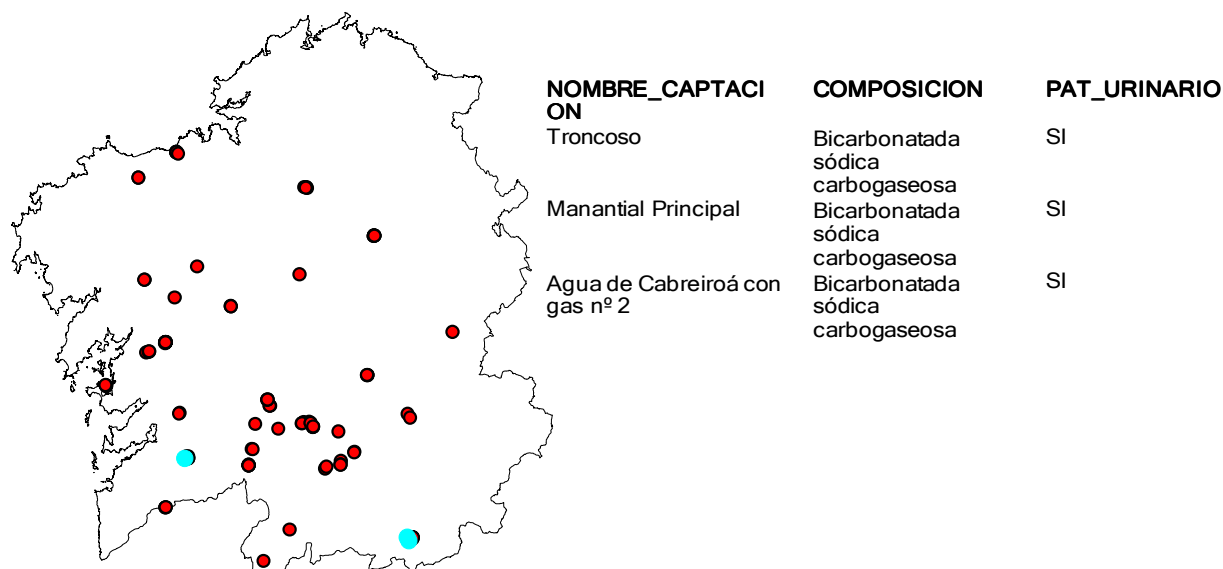 NOMBRE_CAPTACI COMPOSICION PAT_URINARIO
ON
Troncoso Bicarbonatada SI
sódica
carbogaseosa
Manantial Principal Bicarbonatada SI
sódica
carbogaseosa
Agua de Cabreiroá con Bicarbonatada SI
gas nº 2 sódica
carbogaseosa